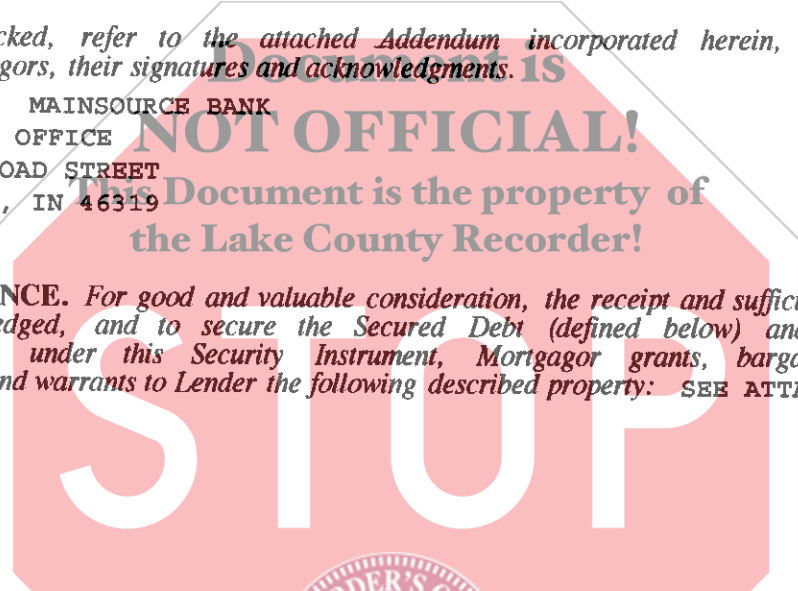 cked, refer to the attached Addendum incorporated herein,
gors, their signatures and acknowledgments.
Document is
MAINSOURCE BANK
NOT OFFICIAL!
OFFICE
OAD STREET
This Document is the property of
, IN 46319
the Lake County Recorder!
NCE. For good and valuable consideration, the receipt and suffic
edged, and to secure the Secured Debt (defined below) an
under this Security Instrument, Mortgagor grants, barga
nd warrants to Lender the following described property: SEE ATT
STOP
RDER'S